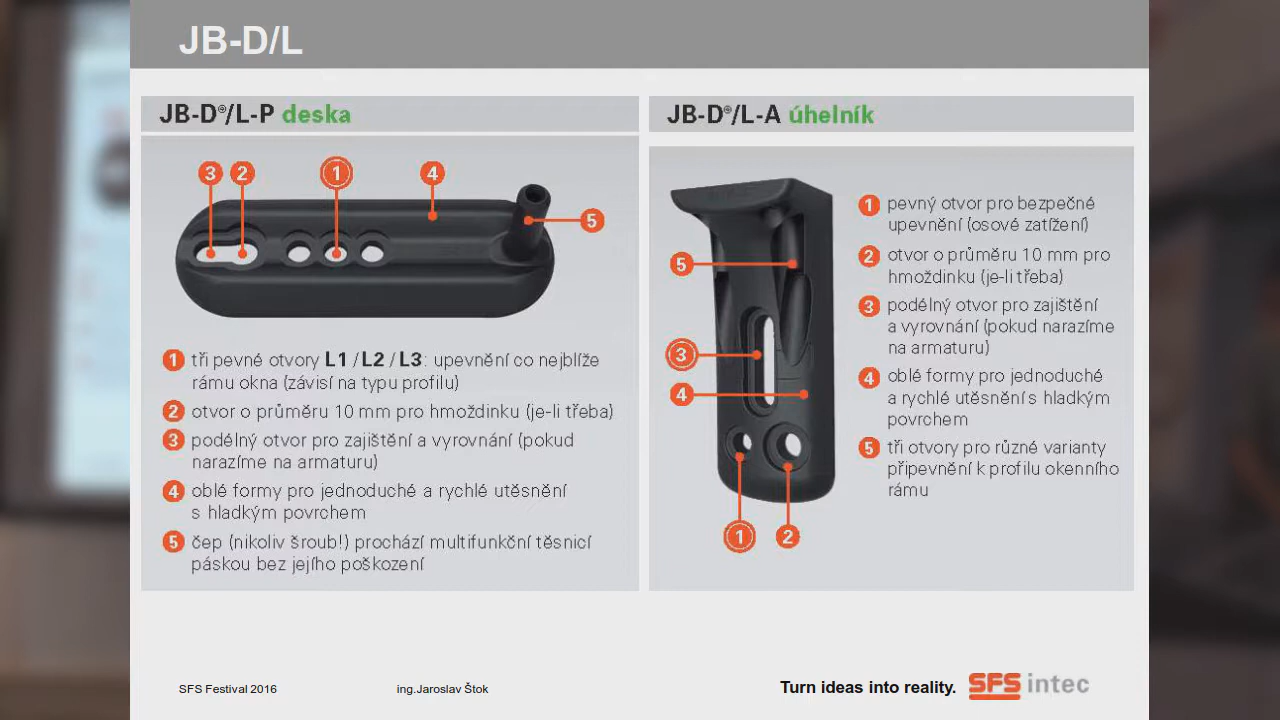 JB-D/L
JB-D®/L-P deska
3 2 1 4
5
1 tři pevné otvory L1 / L2 / L3: upevnění co nejblíže
rámu okna (závisí na typu profilu)
2 otvor o průměru 10 mm pro hmoždinku (je-li třeba)
3 podélný otvor pro zajištění a vyrovnání (pokud
narazíme na armaturu)
4 oblé formy pro jednoduché a rychlé utěsnění
s hladkým povrchem
5 čep (nikoliv šroub!) prochází multifunkční těsnicí
páskou bez jejího poškození
JB-D®/L-A úhelník
5
3
4
1 2
1 pevný otvor pro bezpečné
upevnění (osové zatížení)
2 otvor o průměru 10 mm pro
hmoždinku (je-li třeba)
3 podélný otvor pro zajištění
a vyrovnání (pokud narazíme
na armaturu)
4 oblé formy pro jednoduché
a rychlé utěsnění s hladkým
povrchem
5 tři otvory pro různé varianty
připevnění k profilu okenního
rámu
SFS Festival 2016
ing.Jaroslav Štok
Turn ideas into reality.
SFS intec